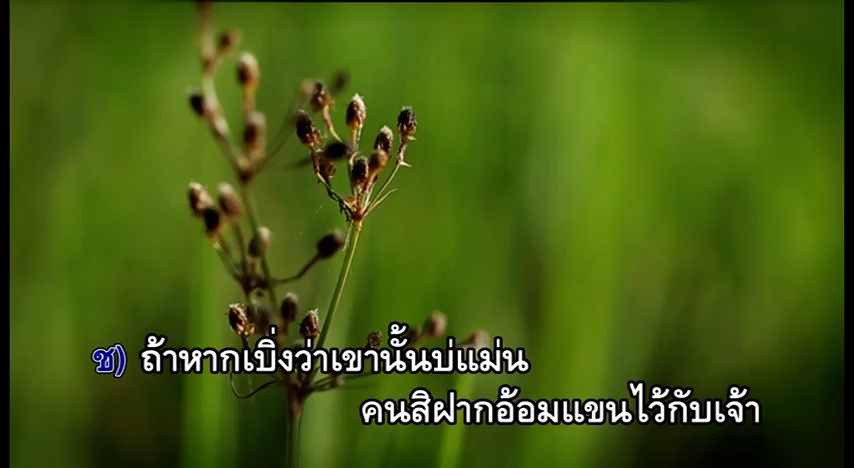 ช) ถ้าหากเบิ่งว่าเขานั้นบ่แม่น
คนสิฝากอ้อมแขนไว้กับเจ้า